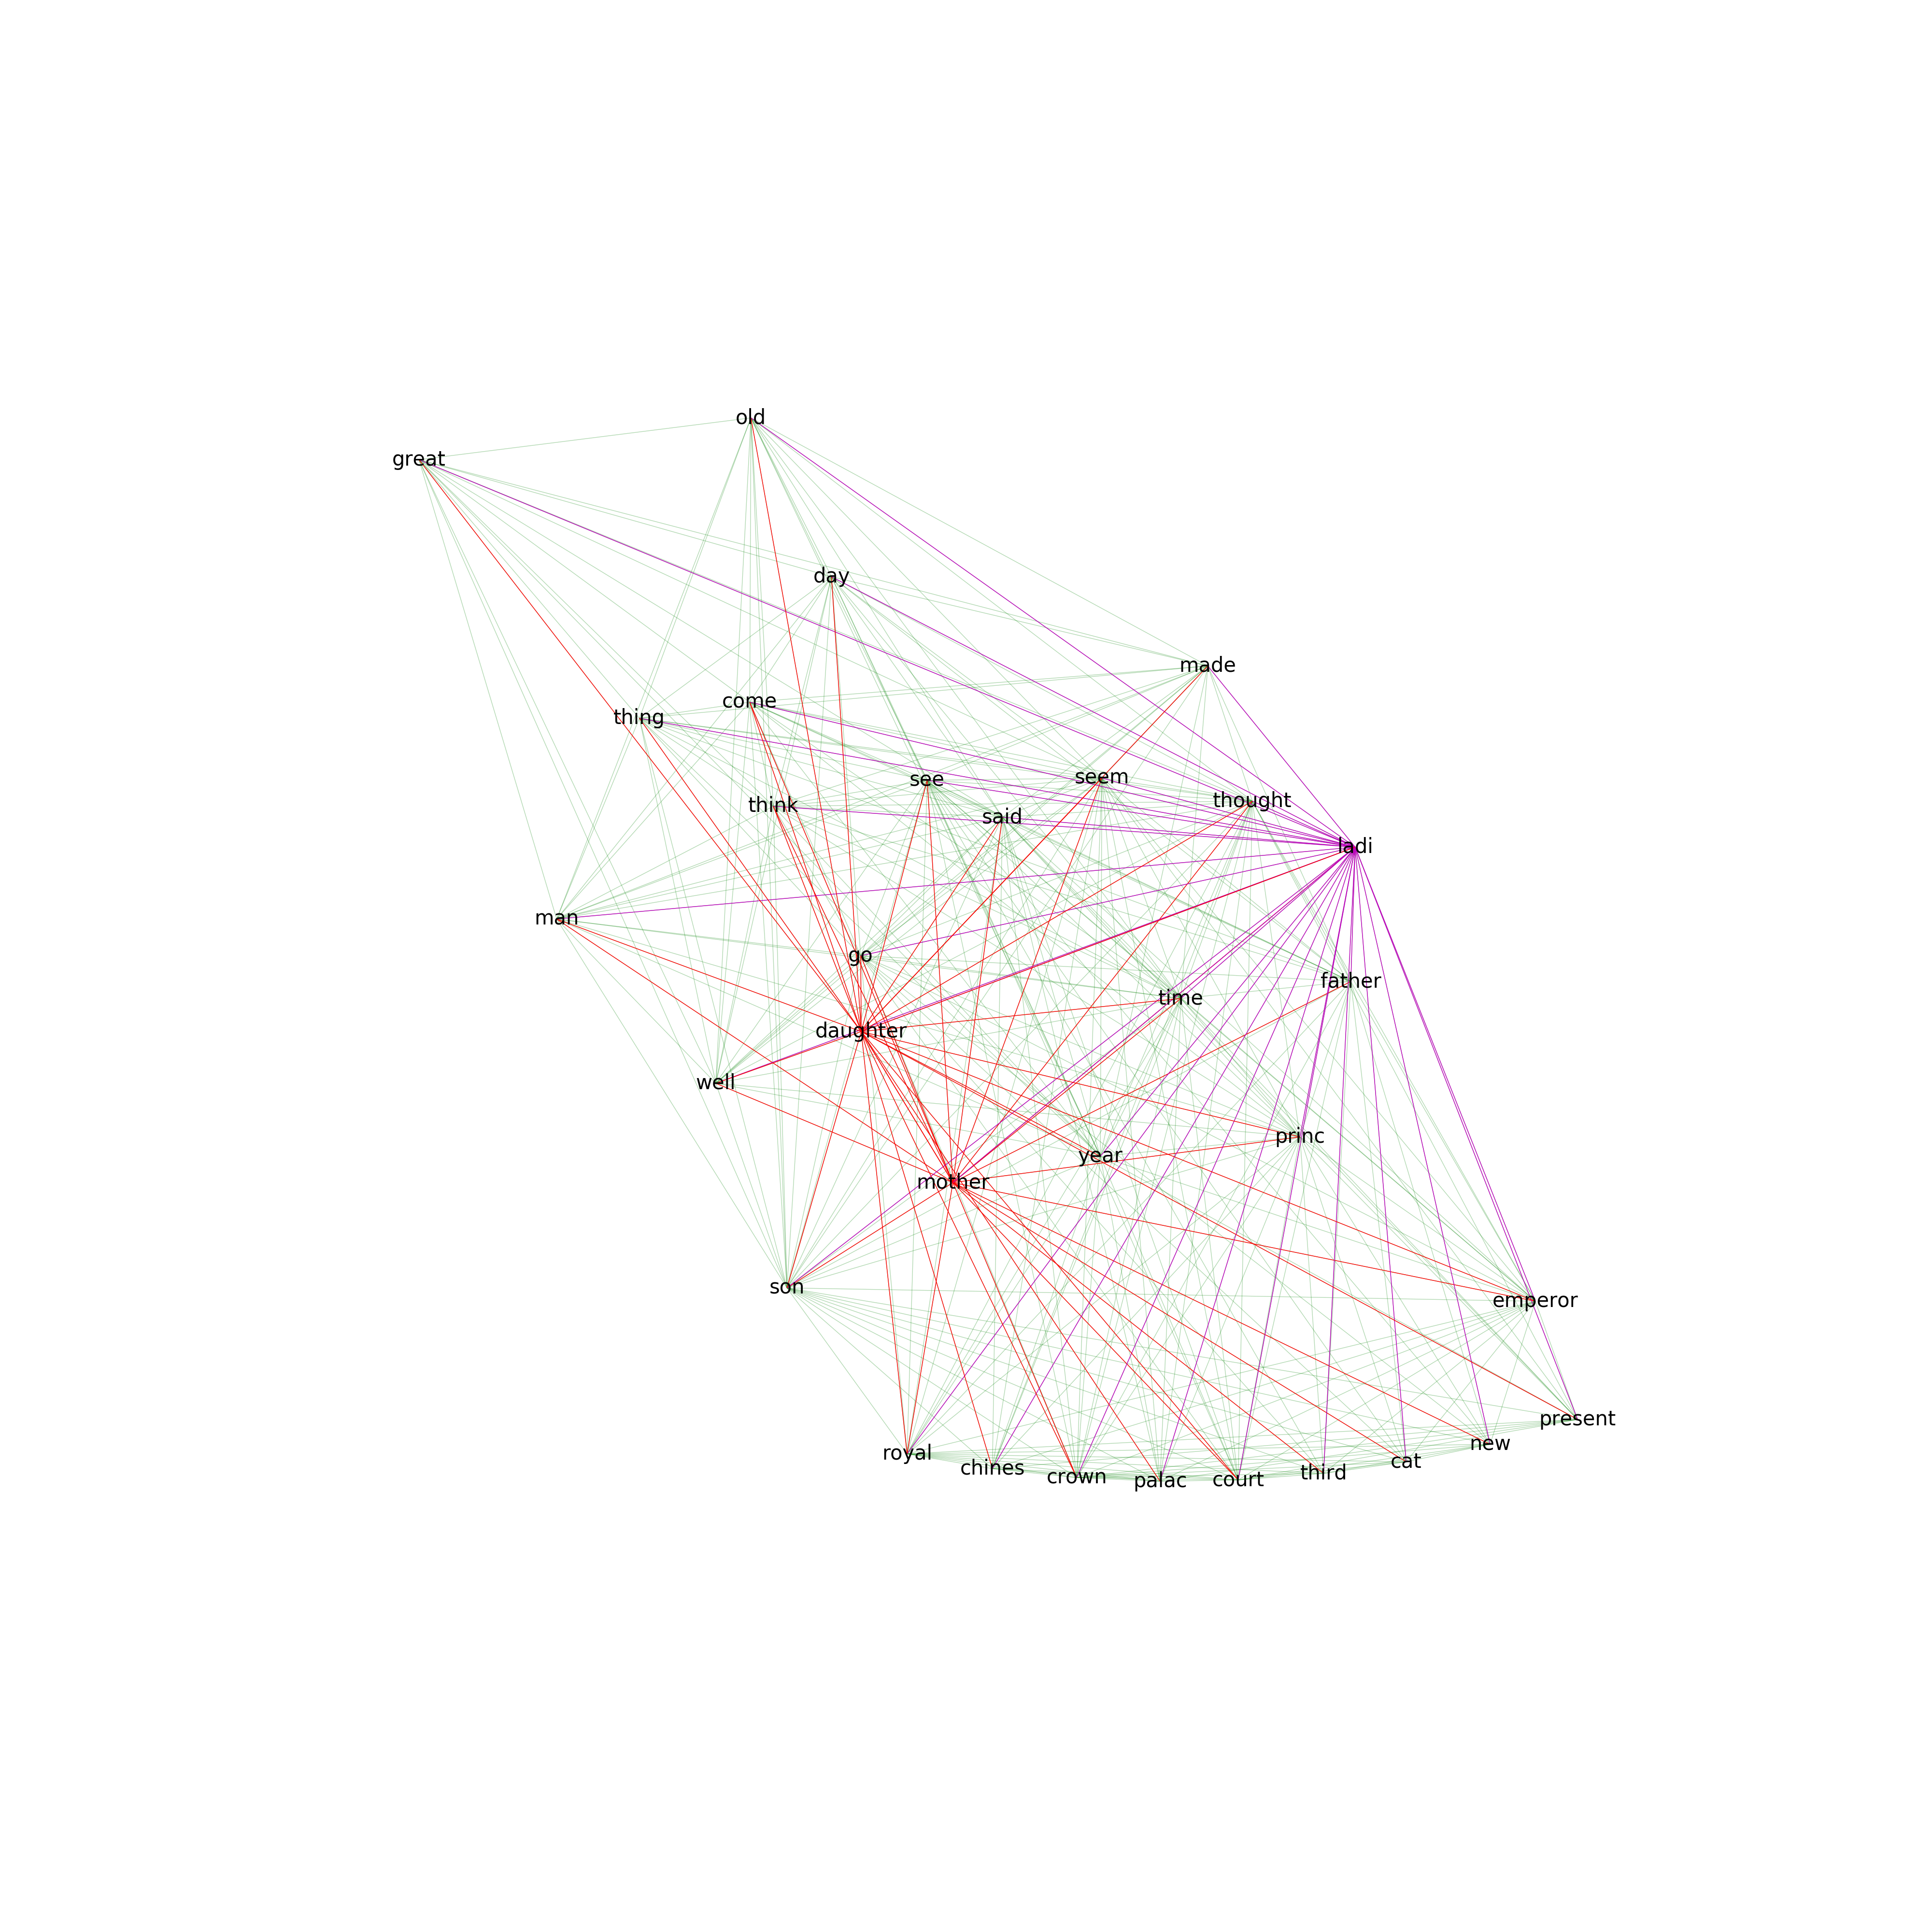 old
great
day
made
come
thing
see
seem
think
thought
said
ladi
man
go
father
time
daughter
well
princ
year
mother
son
emperor
present
new
royal
cat
chines
third
crown
court
palac